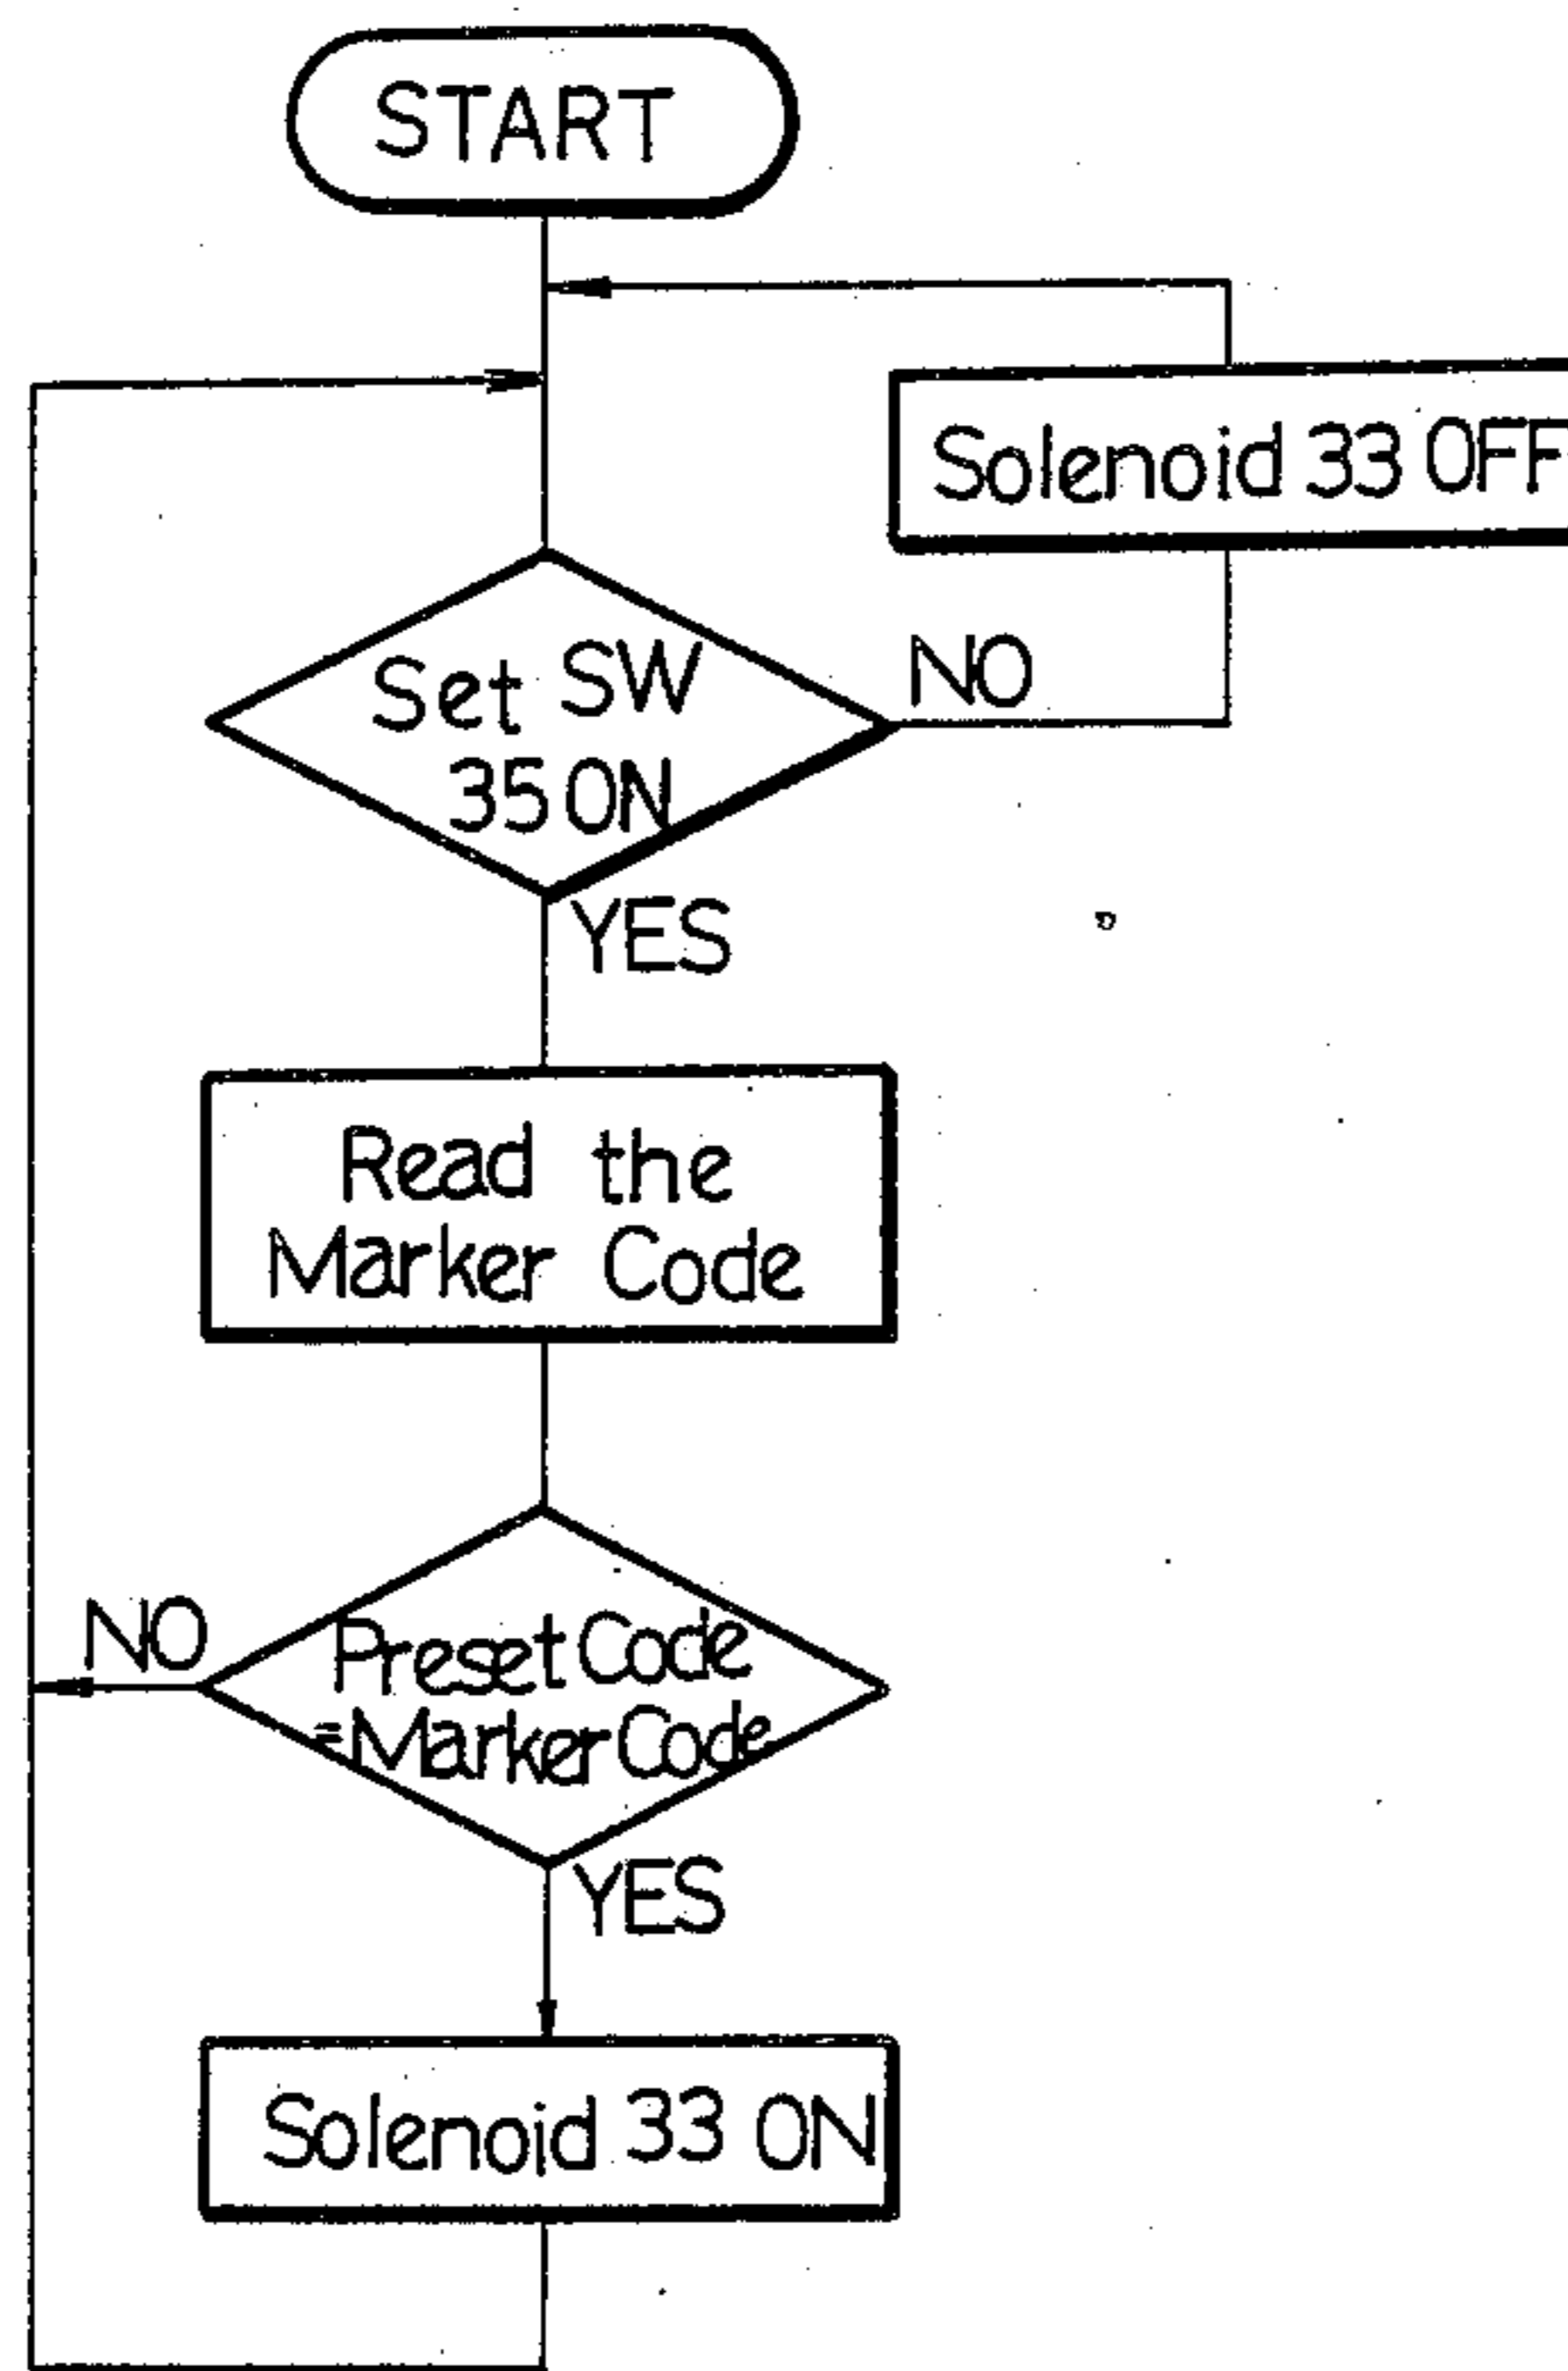 START
Solenoid 33 OFF
Set SW
35 ON
NO
YES
Read the
Marker Code
NO
Preset Code
=Marker Code
YES
Solenoid 33 ON